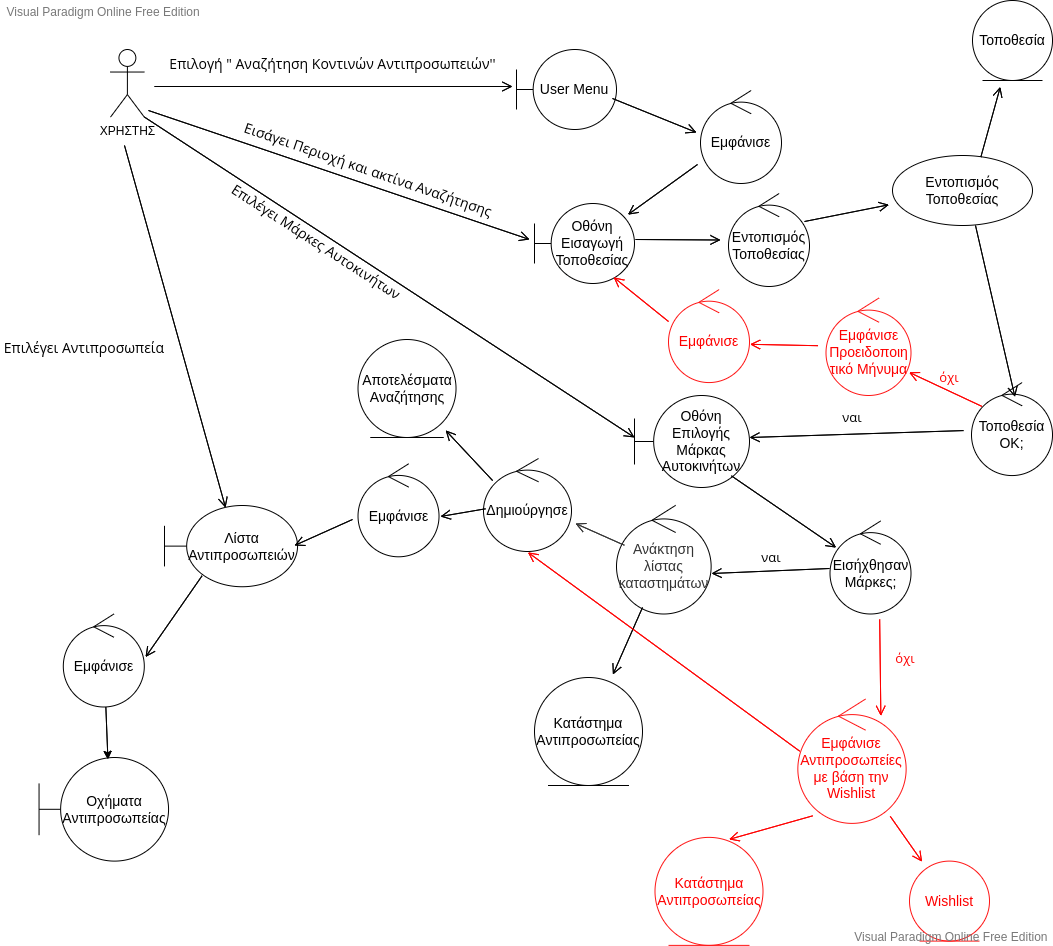 Visual Paradigm Online Free Edition
Τοποθεσία
Επιλογή " Αναζήτηση Κοντινών Αντιπροσωπειών''
User Menu
ΧΡΗΣΤΗΣ
Εμφάνισε
Εισάγει Περιοχή και ακτίνα Αναζήτησης
Επιλέγει Μάρκες Αυτοκινήτων
Εντοπισμός
Τοποθεσίας
Οθόνη
Εισαγωγή
Τοποθεσίας
Εντοπισμός
Τοποθεσίας
Επιλέγει Αντιπροσωπεία
Εμφάνισε
Εμφάνισε
Προειδοποιη
τικό Μήνυμα
όχι
Αποτελέσματα
Αναζήτησης
Οθόνη
Επιλογής
Μάρκας
Αυτοκινήτων
ναι
Τοποθεσία
ΟΚ;
Εμφάνισε
Δημιούργησε
Λίστα
Αντιπροσωπειών
Ανάκτηση
λίστας
καταστημάτων
ναι
Εισήχθησαν
Μάρκες;
Εμφάνισε
όχι
Κατάστημα
Αντιπροσωπείας
Εμφάνισε
Αντιπροσωπείες
με βάση την
Wishlist
Οχήματα
Αντιπροσωπείας
Κατάστημα
Αντιπροσωπείας
Wishlist
Visual Paradigm Online Free Edition